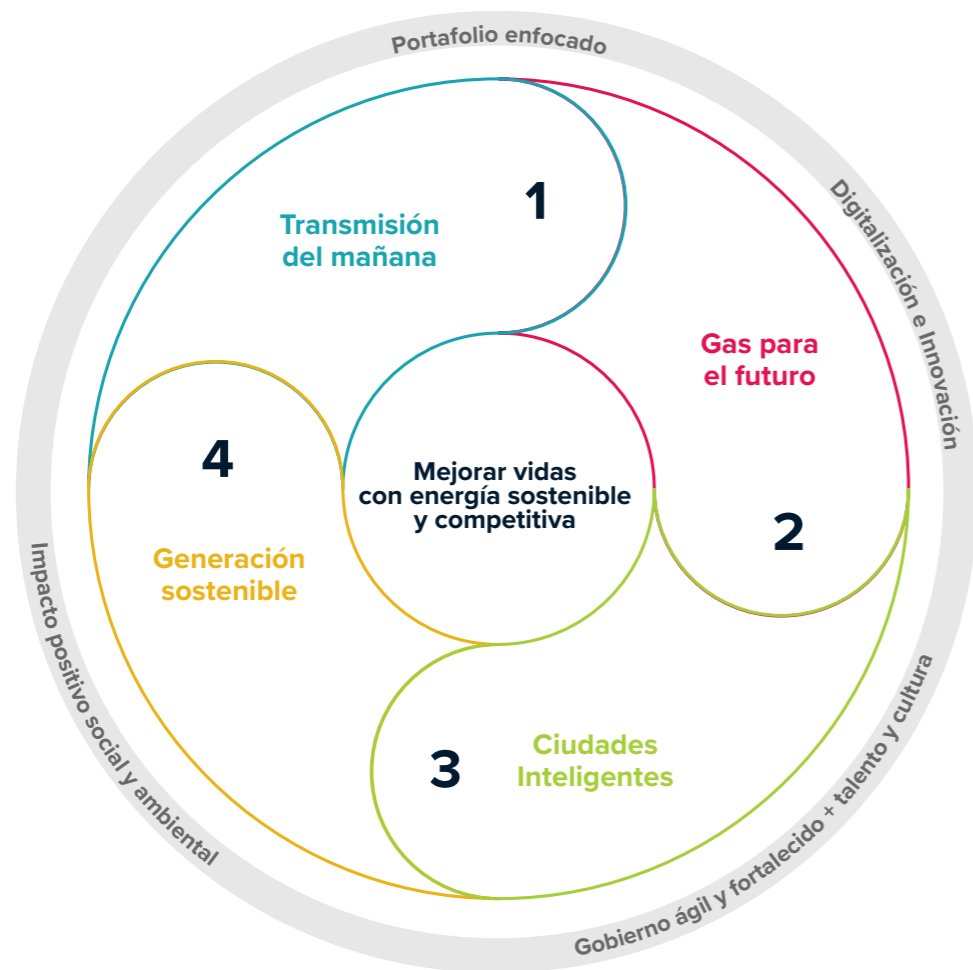 Portafolio enfocado
Digitalización e Innovación
1
Transmisión
del mañana
Gas para
el futuro
2
4
Generación
sostenible
Mejorar vidas
con energía sostenible
y competitiva
3
Ciudades
Inteligentes
Impacto positivo social y ambiental
Gobierno ágil y fortalecido + talento y cultura